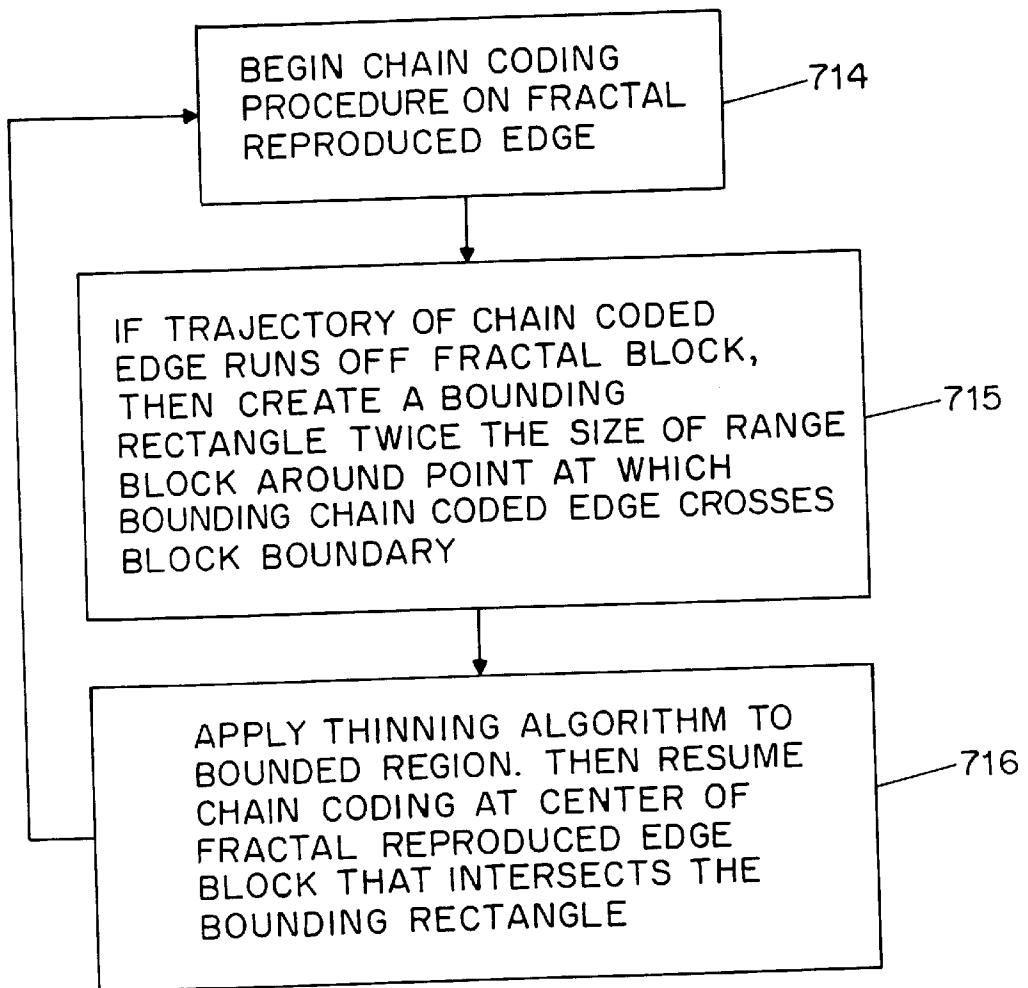 BEGIN CHAIN CODING
PROCEDURE ON FRACTAL
REPRODUCED EDGE
714
IF TRAJECTORY OF CHAIN CODED
EDGE RUNS OFF FRACTAL BLOCK,
THEN CREATE A BOUNDING
RECTANGLE TWICE THE SIZE OF RANGE
BLOCK AROUND POINT AT WHICH
BOUNDING CHAIN CODED EDGE CROSSES
BLOCK BOUNDARY
715
APPLY THINNING ALGORITHM TO
BOUNDED REGION. THEN RESUME
CHAIN CODING AT CENTER OF
FRACTAL REPRODUCED EDGE
BLOCK THAT INTERSECTS THE
BOUNDING RECTANGLE
716